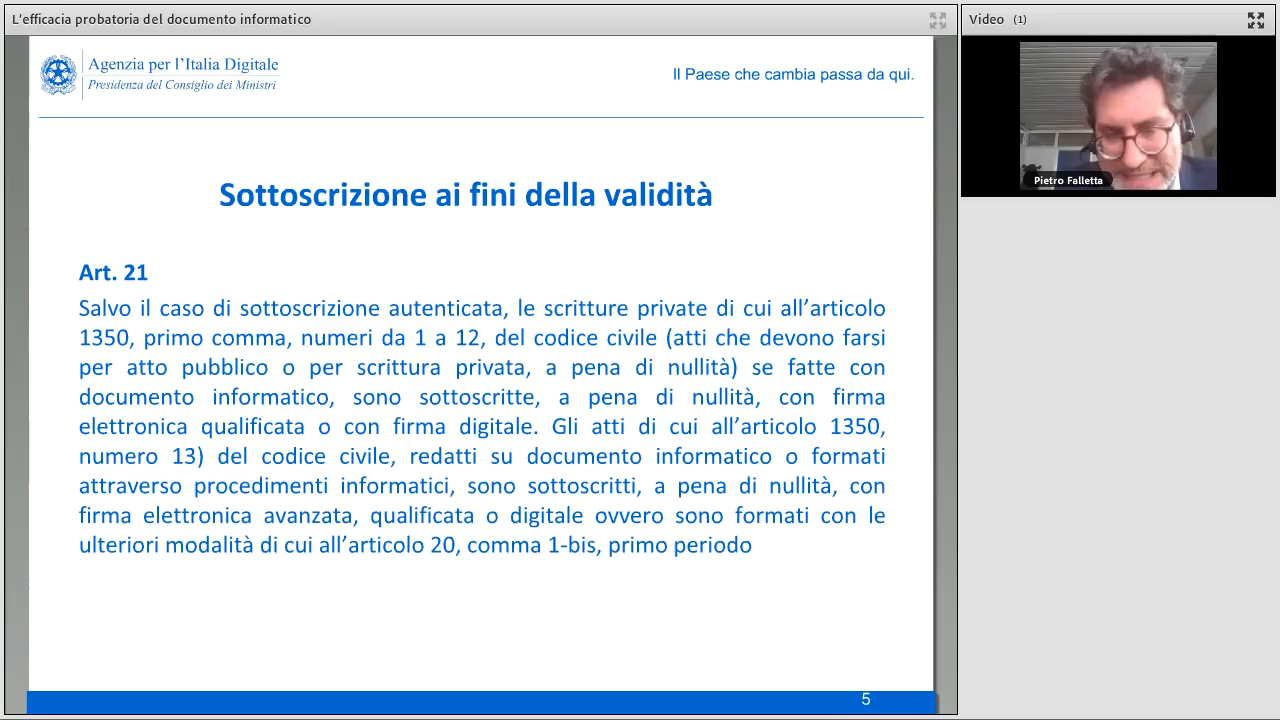 L'efficacia probatoria del documento informatico
Video (1)
Agenzia per l'Italia Digitale
Presidenza del Consiglio dei Ministri
Il Paese che cambia passa da qui.
Pietro Falletta
Sottoscrizione ai fini della validità
Art. 21
Salvo il caso di sottoscrizione autenticata, le scritture private di cui all'articolo
1350, primo comma, numeri da 1 a 12, del codice civile (atti che devono farsi
per atto pubblico o per scrittura privata, a pena di nullità) se fatte con
documento informatico, sono sottoscritte, a pena di nullità, con firma
elettronica qualificata o con firma digitale. Gli atti di cui all'articolo 1350,
numero 13) del codice civile, redatti su documento informatico o formati
attraverso procedimenti informatici, sono sottoscritti, a pena di nullità, con
firma elettronica avanzata, qualificata o digitale ovvero sono formati con le
ulteriori modalità di cui all'articolo 20, comma 1-bis, primo periodo
5